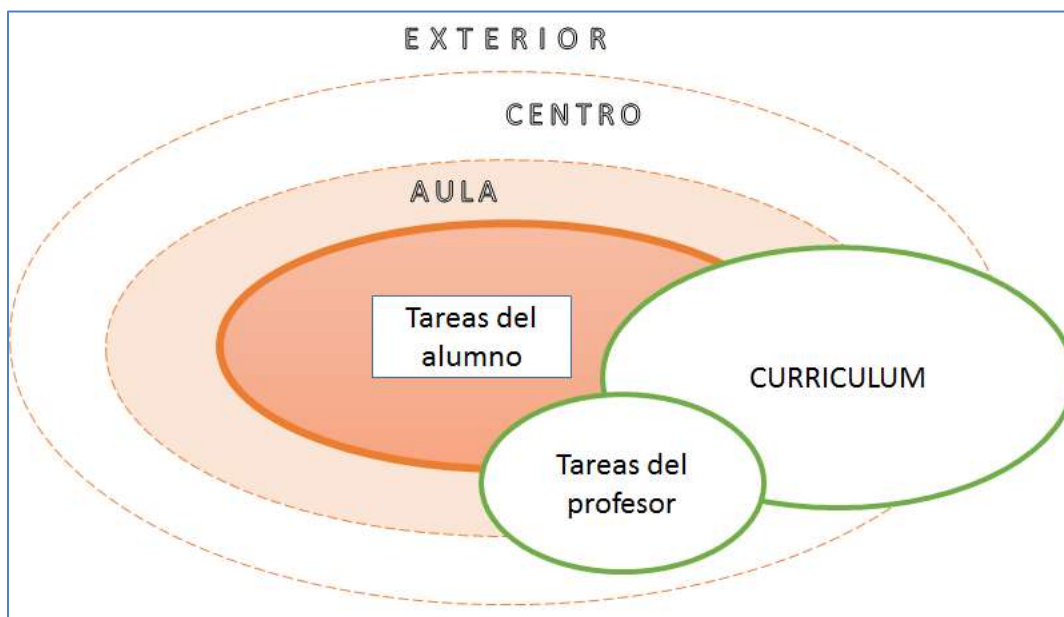 EXTERIOR
CENTRO
AULA
Tareas del
alumno
CURRICULUM
Tareas del
profesor